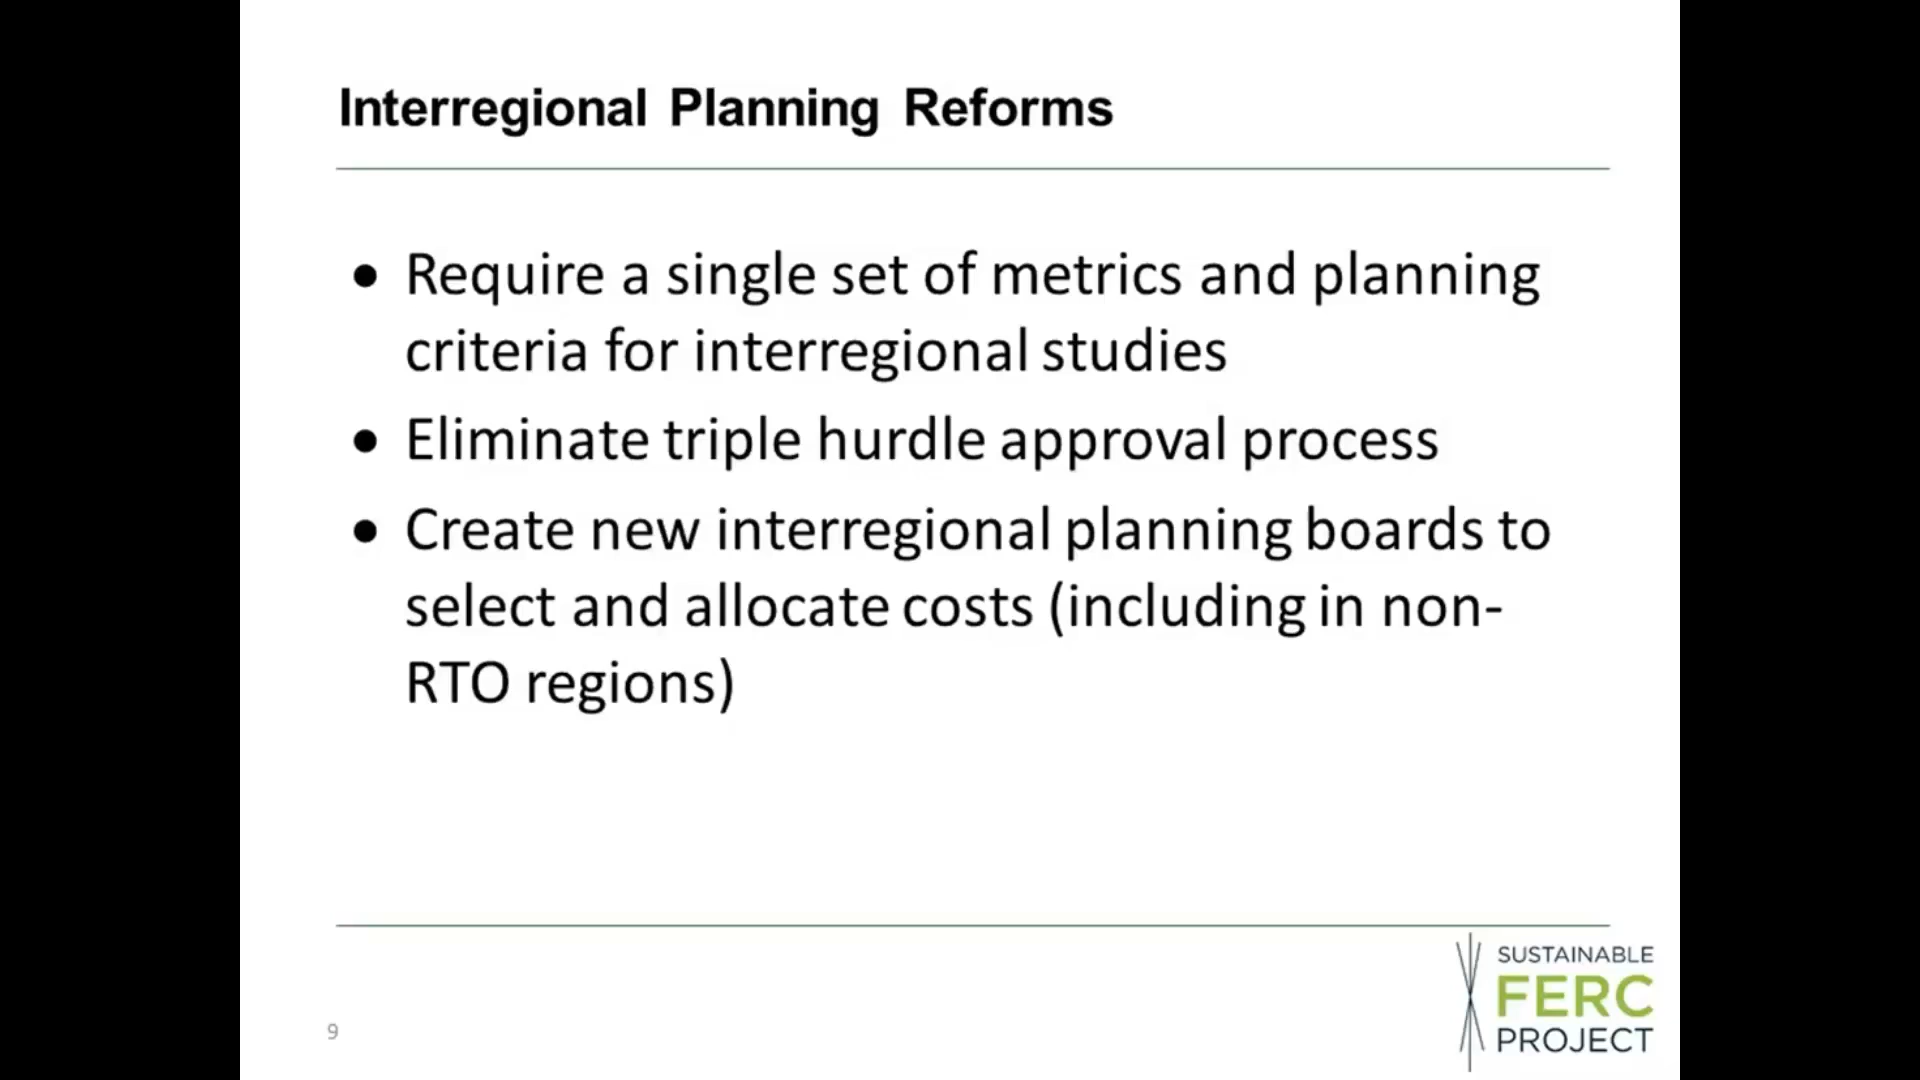 Interregional Planning Reforms
• Require a single set of metrics and planning
criteria for interregional studies
• Eliminate triple hurdle approval process
• Create new interregional planning boards to
select and allocate costs (including in non-
RTO regions)
9
SUSTAINABLE
FERC
PROJECT